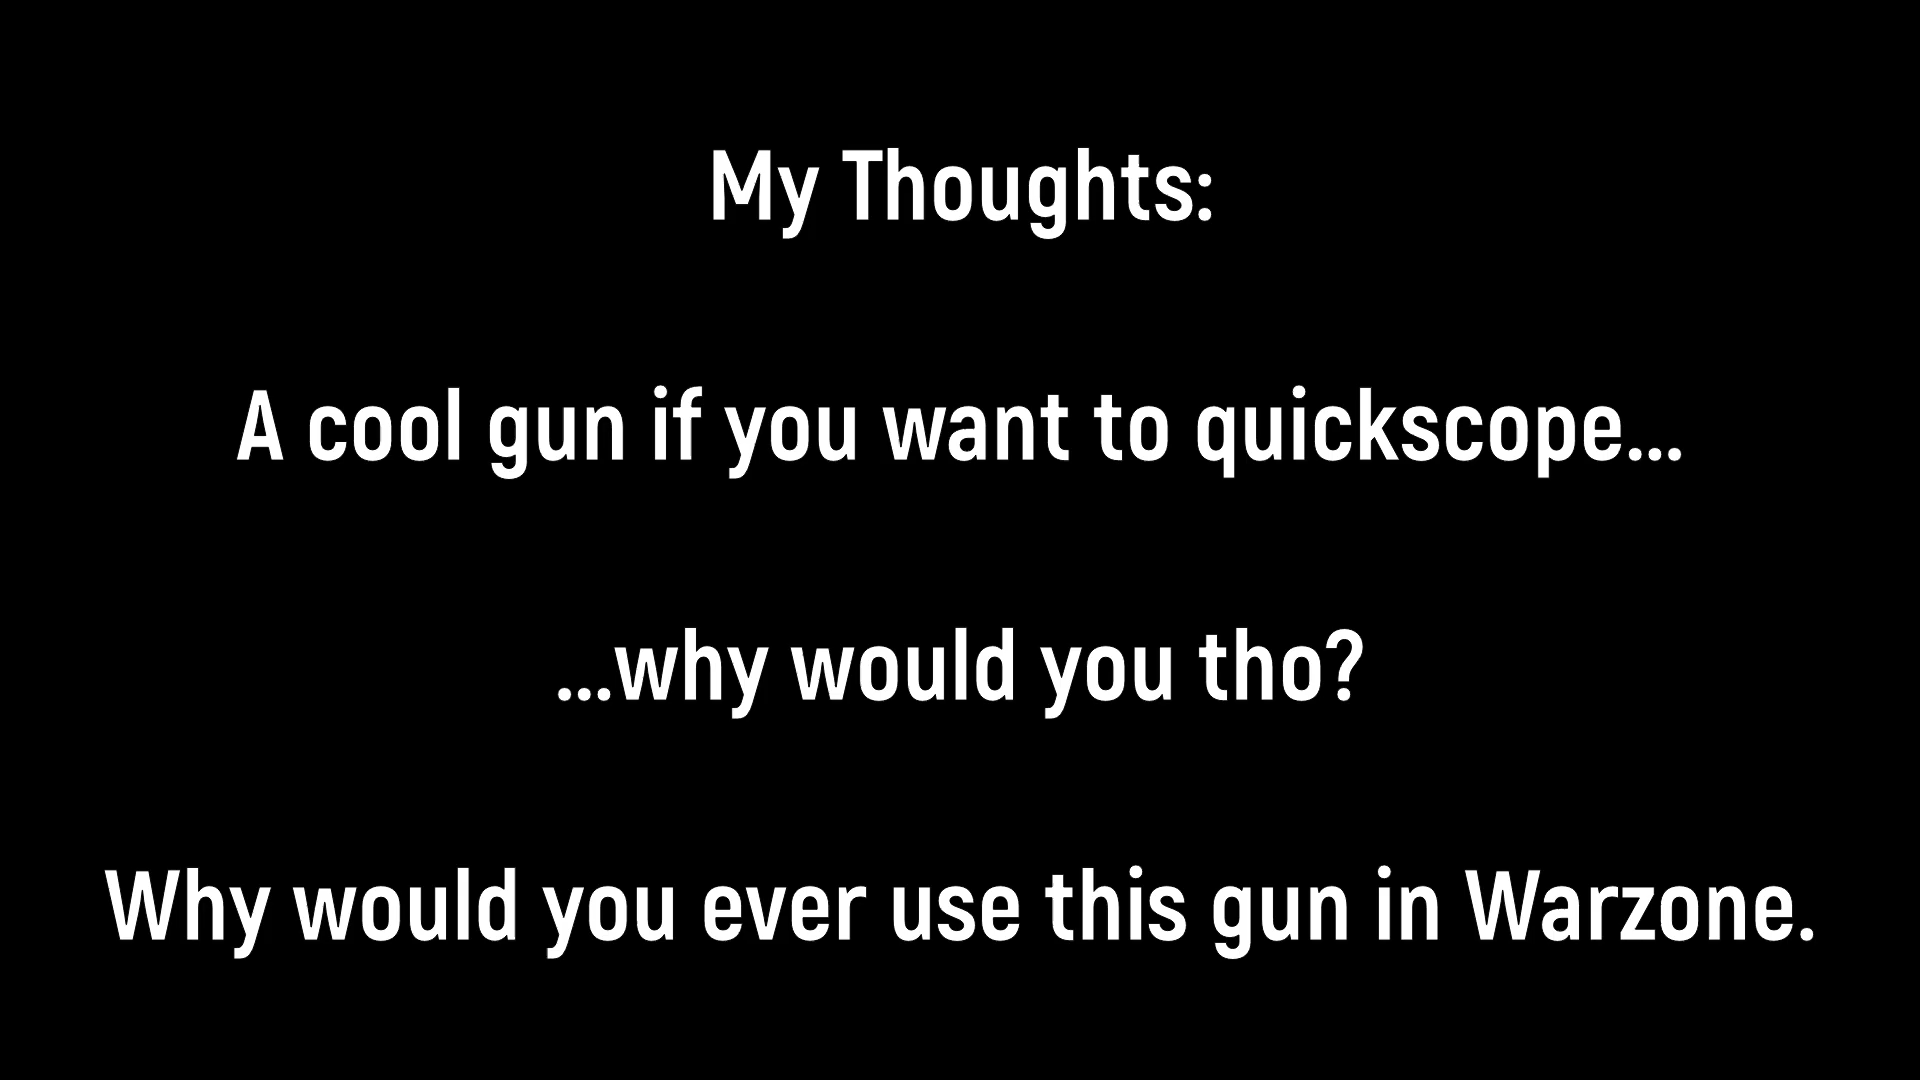 My Thoughts:
A cool gun if you want to quickscope...
...why would you tho?
Why would you ever use this gun in Warzone.